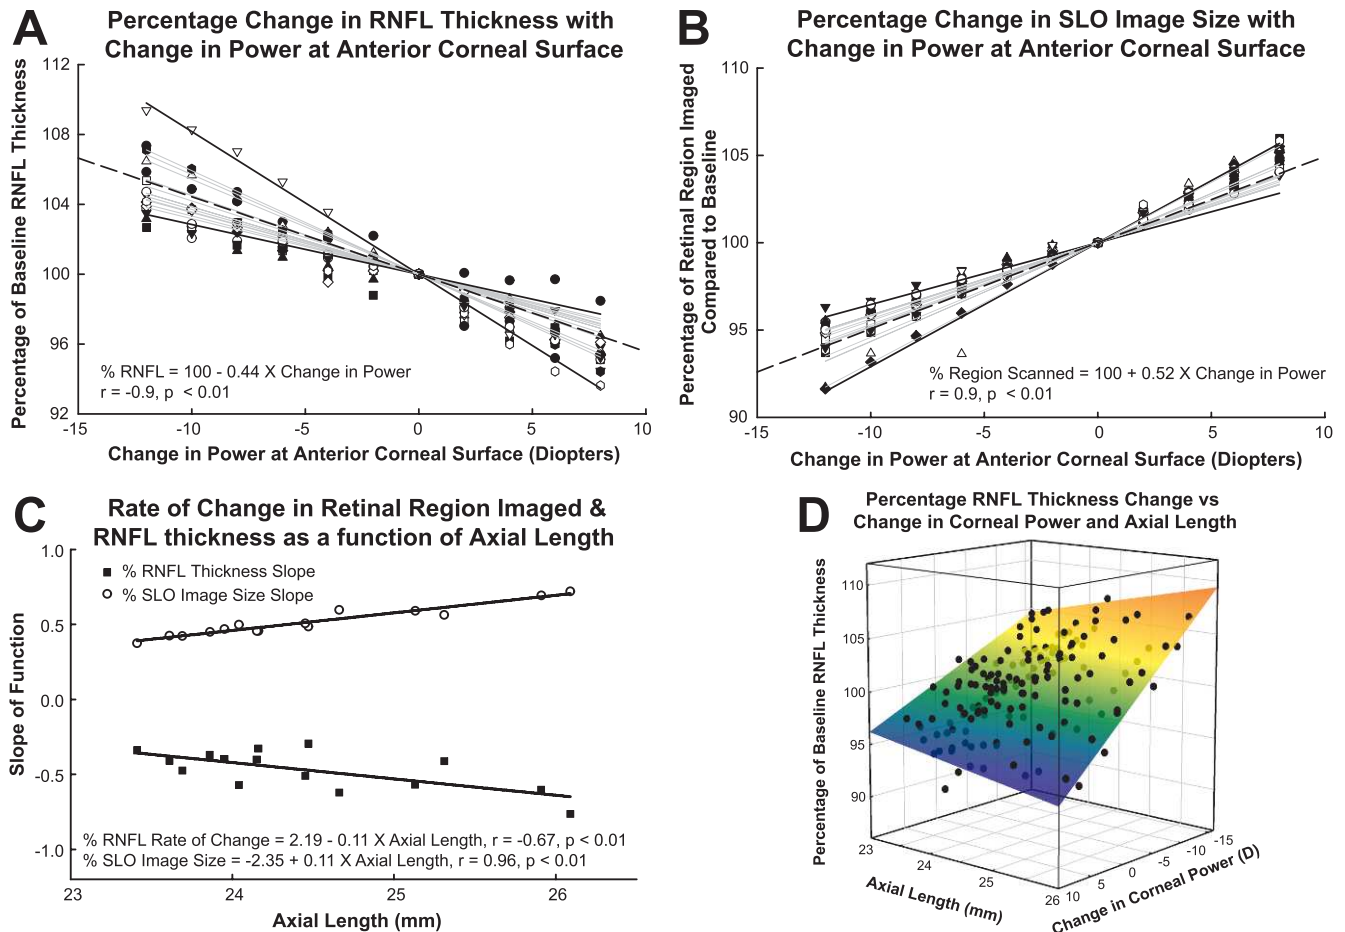 A
Percentage Change in RNFL Thickness with
Change in Power at Anterior Corneal Surface
Percentage of Baseline RNFL Thickness
112
108
104
100
96
92
-15
-10
-5
0
5
10
% RNFL = 100 - 0.44 X Change in Power
r = -0.9, p < 0.01
Change in Power at Anterior Corneal Surface (Diopters)
B
Percentage Change in SLO Image Size with
Change in Power at Anterior Corneal Surface
Percentage of Retinal Region Imaged
Compared to Baseline
110
105
100
95
90
-15
-10
-5
0
5
10
% Region Scanned = 100 + 0.52 X Change in Power
r = 0.9, p < 0.01
Change in Power at Anterior Corneal Surface (Diopters)
C
Rate of Change in Retinal Region Imaged &
RNFL thickness as a function of Axial Length
Slope of Function
1.0
0.5
0.0
-0.5
-1.0
% RNFL Thickness Slope
% SLO Image Size Slope
% RNFL Rate of Change = 2.19 - 0.11 X Axial Length, r = -0.67, p < 0.01
% SLO Image Size = -2.35 + 0.11 X Axial Length, r = 0.96, p < 0.01
23
24
25
26
Axial Length (mm)
D
Percentage RNFL Thickness Change vs
Change in Corneal Power and Axial Length
Percentage of Baseline RNFL Thickness
110
105
100
95
90
23
24
25
26
Axial Length (mm)
10
5
0
-5
-10
-15
Change in Corneal Power (D)